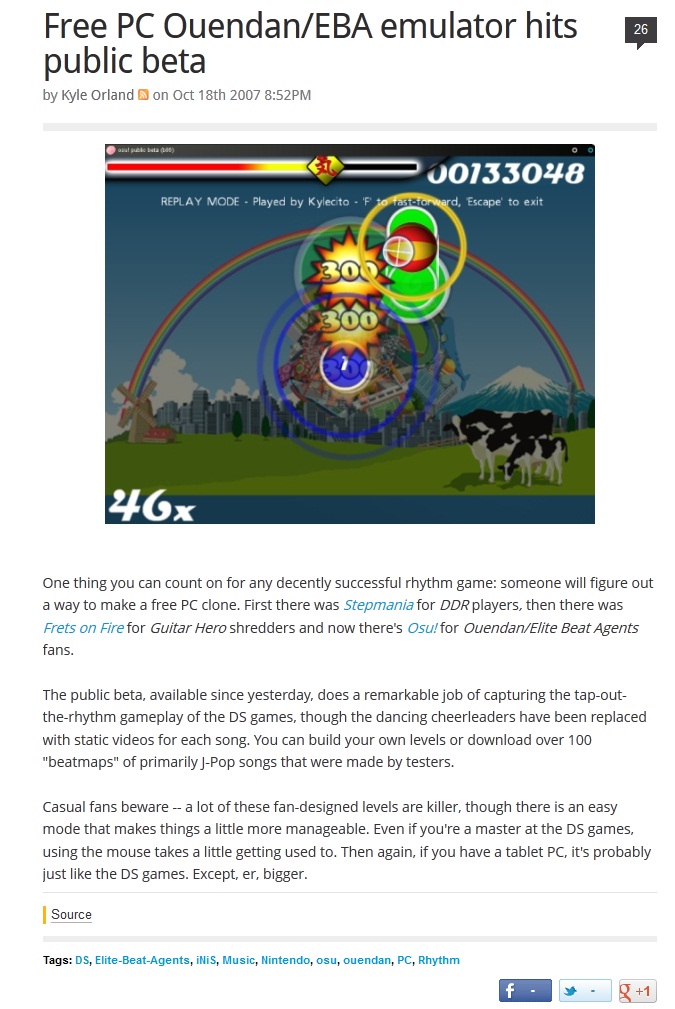 Free PC Ouendan/EBA emulator hits
26
public beta
by Kyle Orland on Oct 18th 2007 8:52PM
osu! public beta (b99)
00133048
REPLAY MODE - Played by Kylecito - 'F' to fast-forward, 'Escape' to exit
300
300
300
1
46x
One thing you can count on for any decently successful rhythm game: someone will figure out
a way to make a free PC clone. First there was Stepmania for DDR players, then there was
Frets on Fire for Guitar Hero shredders and now there's Osu! for Ouendan/Elite Beat Agents
fans.
The public beta, available since yesterday, does a remarkable job of capturing the tap-out-
the-rhythm gameplay of the DS games, though the dancing cheerleaders have been replaced
with static videos for each song. You can build your own levels or download over 100
"beatmaps" of primarily J-Pop songs that were made by testers.
Casual fans beware -- a lot of these fan-designed levels are killer, though there is an easy
mode that makes things a little more manageable. Even if you're a master at the DS games,
using the mouse takes a little getting used to. Then again, if you have a tablet PC, it's probably
just like the DS games. Except, er, bigger.
Source
Tags: DS, Elite-Beat-Agents, iNiS, Music, Nintendo, osu, ouendan, PC, Rhythm
f -
-
g +1